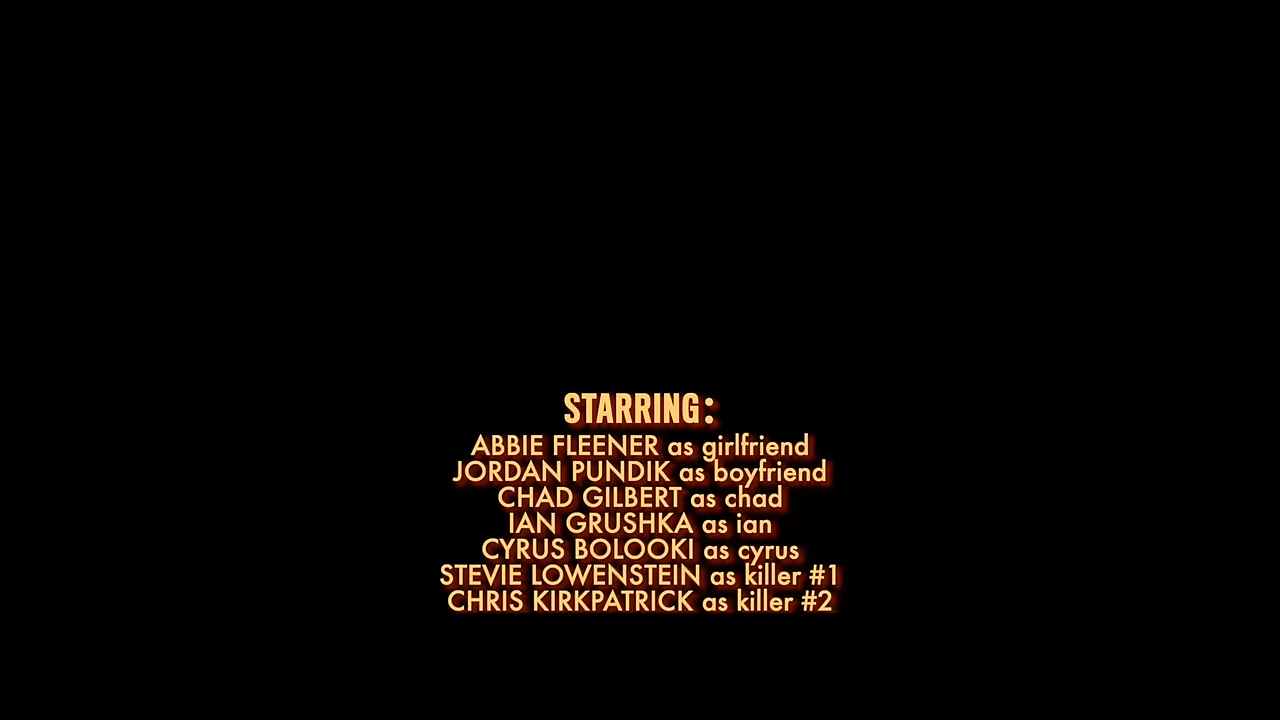 STARRING:
ABBIE FLEENER as girlfriend
JORDAN PUNDIK as boyfriend
CHAD GILBERT as chad
IAN GRUSHKA as ian
CYRUS BOLOOKI as cyrus
STEVIE LOWENSTEIN as killer #1
CHRIS KIRKPATRICK as killer #2